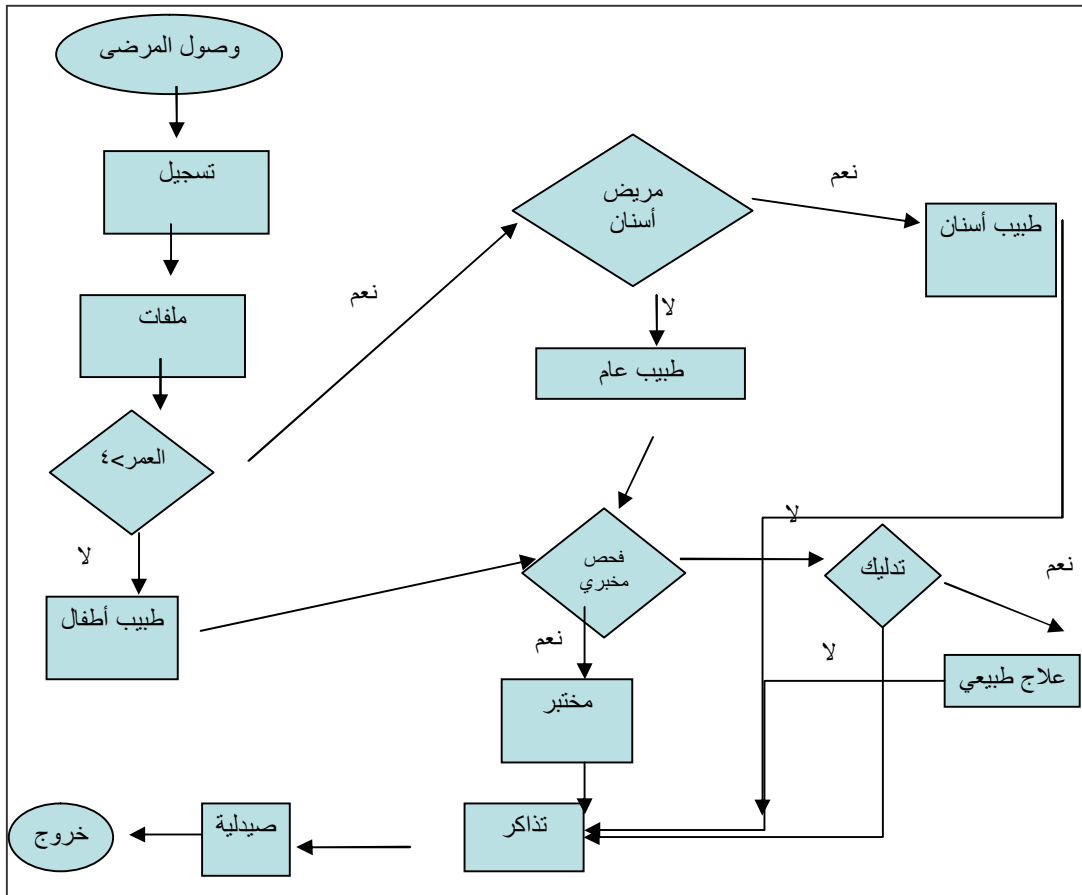 وصول المرضى
تسجيل
ملفات
العمر>٤
نعم
لا
طبيب أطفال
مريض
أسنان
نعم
طبيب أسنان
لا
طبيب عام
فحص
مخبري
لا
تدليك
نعم
علاج طبيعي
لا
نعم
مختبر
تذاكر
صيدلية
خروج